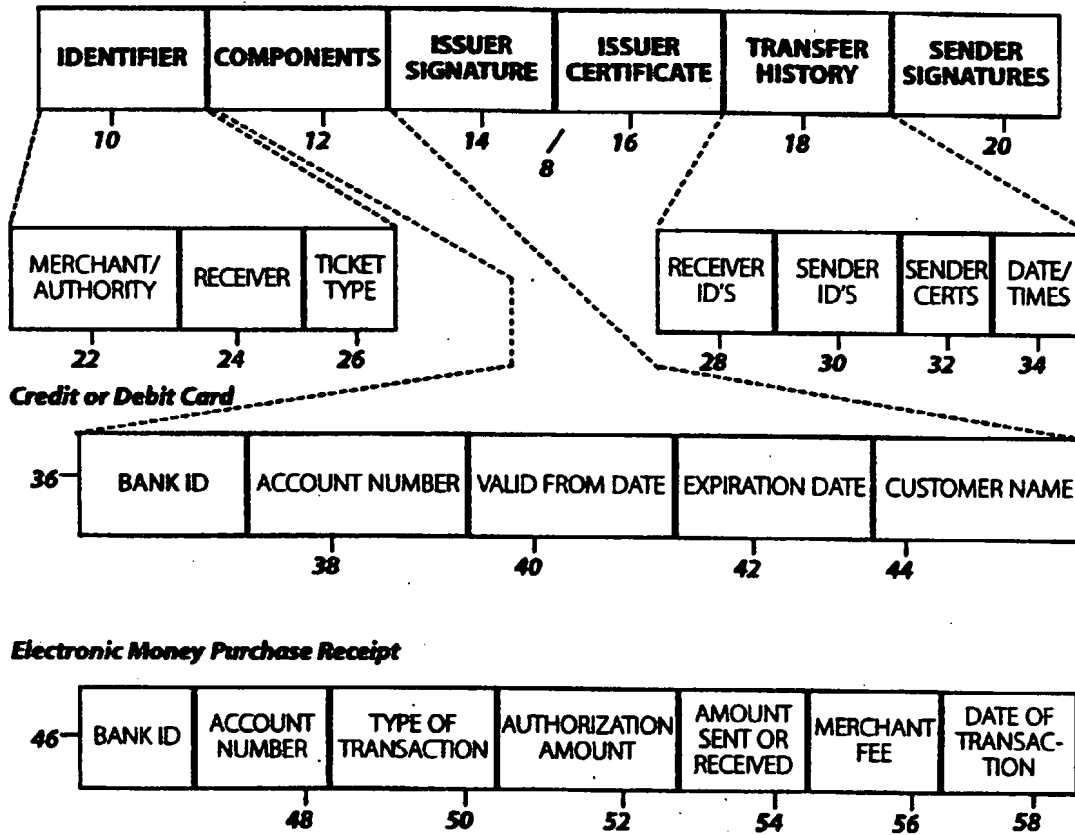 IDENTIFIER
COMPONENTS
ISSUER
SIGNATURE
ISSUER
CERTIFICATE
TRANSFER
HISTORY
SENDER
SIGNATURES
10
12
14
8
16
18
20
MERCHANT/
AUTHORITY
RECEIVER
TICKET
TYPE
RECEIVER
ID'S
SENDER
ID'S
SENDER
CERTS
DATE/
TIMES
22
24
26
28
30
32
34
Credit or Debit Card
36
BANK ID
ACCOUNT NUMBER
VALID FROM DATE
EXPIRATION DATE
CUSTOMER NAME
38
40
42
44
Electronic Money Purchase Receipt
46
BANK ID
ACCOUNT
NUMBER
TYPE OF
TRANSACTION
AUTHORIZATION
AMOUNT
AMOUNT
SENT OR
RECEIVED
MERCHANT
FEE
DATE OF
TRANSAC-
TION
48
50
52
54
56
58